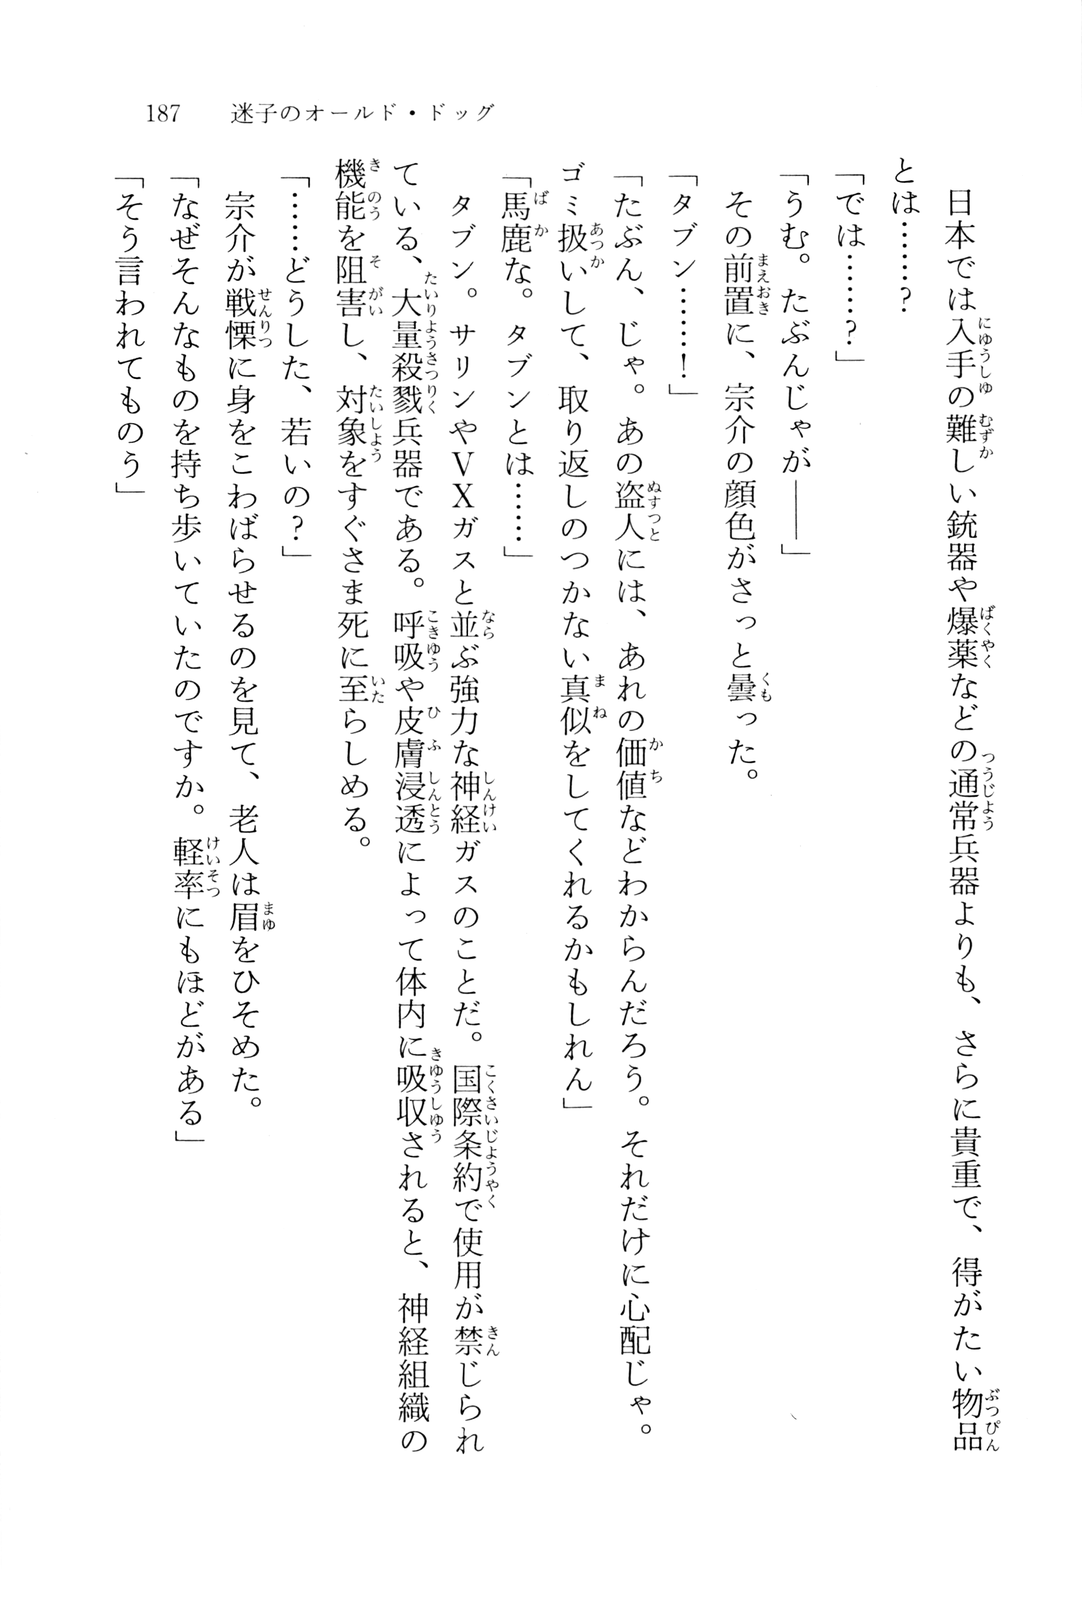 187　迷子のオールド・ドッグ
　日本では入手の難しい銃器や爆薬などの通常兵器よりも、さらに貴重で、得がたい物品
とは………？
「では………？」
「うむ。たぶんじゃが――」
　その前置に、宗介の顔色がさっと曇った。
「タブン………！」
「たぶん、じゃ。あの盗人には、あれの価値などわからんだろう。それだけに心配じゃ。
ゴミ扱いして、取り返しのつかない真似をしてくれるかもしれん」
「馬鹿な。タブンとは……」
　タブン。サリンやVXガスと並ぶ強力な神経ガスのことだ。国際条約で使用が禁じられ
ている、大量殺戮兵器である。呼吸や皮膚浸透によって体内に吸収されると、神経組織の
機能を阻害し、対象をすぐさま死に至らしめる。
「……どうした、若いの？」
　宗介が戦慄に身をこわばらせるのを見て、老人は眉をひそめた。
「なぜそんなものを持ち歩いていたのですか。軽率にもほどがある」
「そう言われてものう」